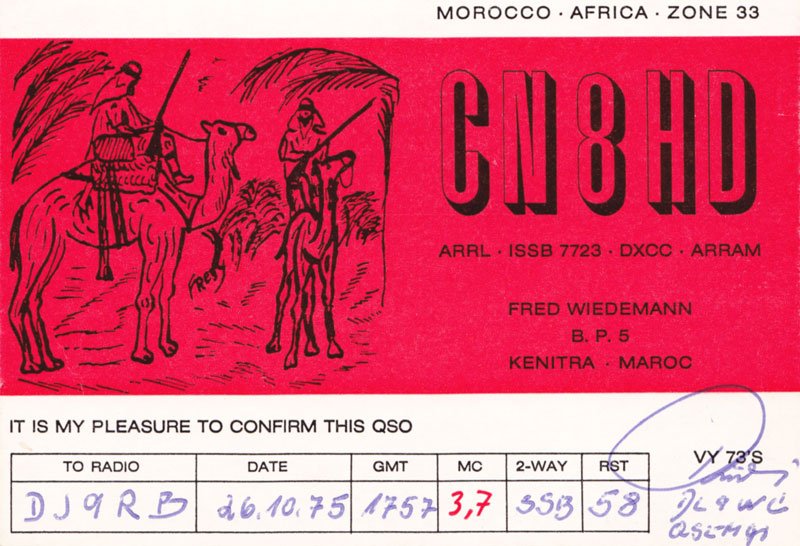 MOROCCO · AFRICA · ZONE 33
CN8HD
ARRL · ISSB 7723 · DXCC · ARRAM
FRED WIEDEMANN
B. P. 5
KENITRA · MAROC
IT IS MY PLEASURE TO CONFIRM THIS QSO
VY 73'S
TO RADIO DATE GMT MC 2-WAY RST
DJ9RB 26.10.75 1757 3,7 SSB 58